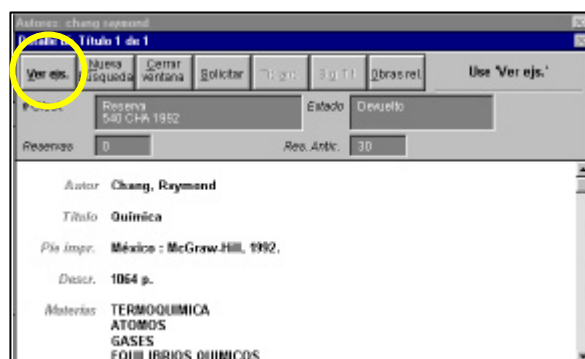 Autores: chang raymond
Detalle de Título 1 de 1
Ver ejs. Nueva búsqueda Cerrar ventana Solicitar Obras rel. Use 'Ver ejs.'
Reserva Estado Devuelto
540 CHA 1992
Reservas 0 Res. Antic. 30
Autor Chang, Raymond
Título Química
Pie impr. México : McGraw-Hill, 1992.
Descr. 1064 p.
Materias TERMOQUIMICA
ATOMOS
GASES
EQUILIBRIOS QUIMICOS